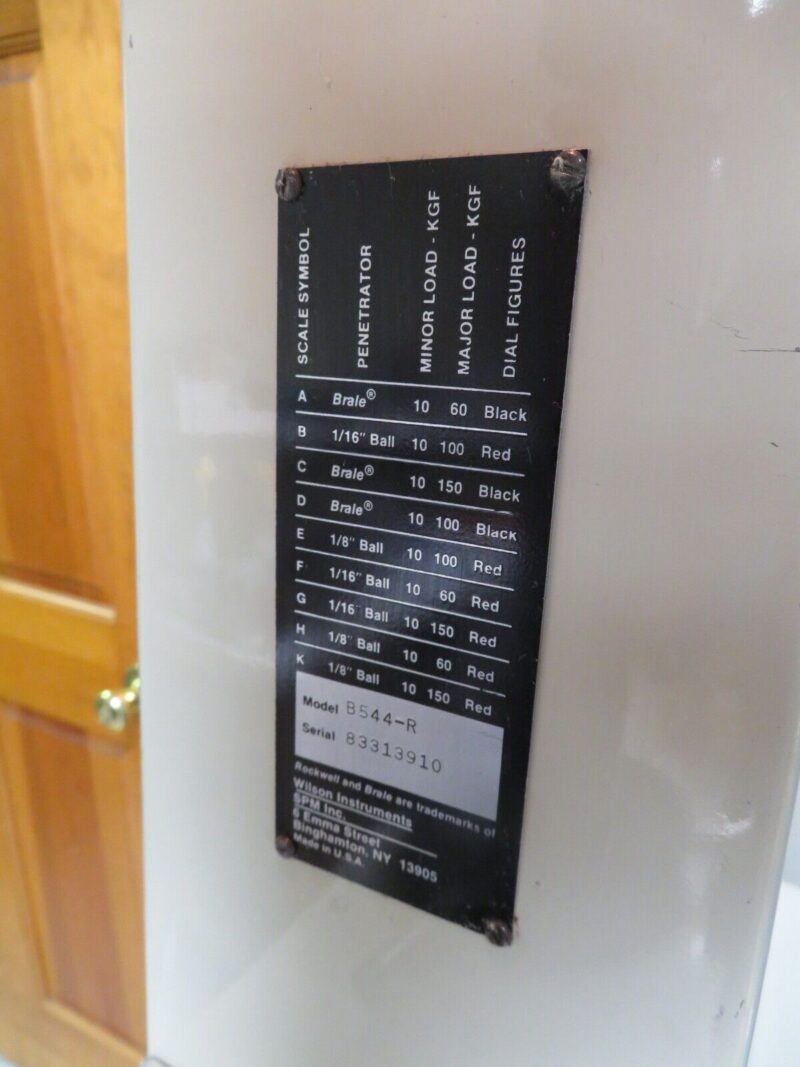 SCALE SYMBOL PENETRATOR MINOR LOAD - KGF MAJOR LOAD - KGF DIAL FIGURES
A Brale® 10 60 Black
B 1/16" Ball 10 100 Red
C Brale® 10 150 Black
D Brale® 10 100 Black
E 1/8" Ball 10 100 Red
F 1/16" Ball 10 60 Red
G 1/16" Ball 10 150 Red
H 1/8" Ball 10 60 Red
K 1/8" Ball 10 150 Red
Model B544-R
Serial 83313910
Rockwell and Brale are trademarks of
Wilson Instruments
SPM Inc.
6 Emma Street
Binghamton, NY 13905
Made in U.S.A.